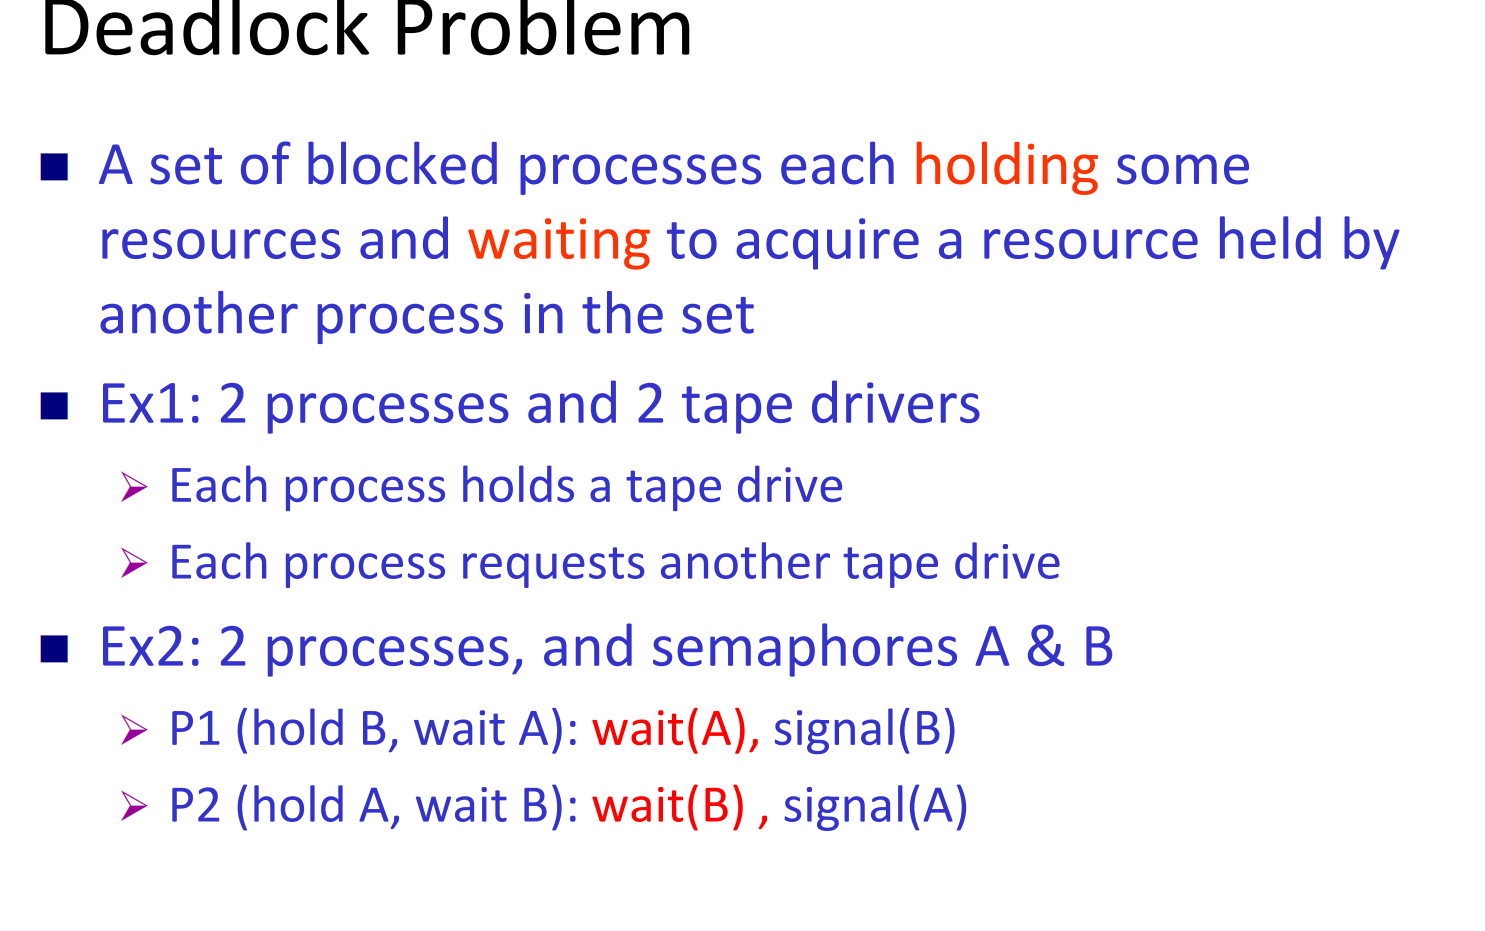 Deadlock Problem
A set of blocked processes each holding some
resources and waiting to acquire a resource held by
another process in the set
Ex1: 2 processes and 2 tape drivers
Each process holds a tape drive
Each process requests another tape drive
Ex2: 2 processes, and semaphores A & B
P1 (hold B, wait A): wait(A), signal(B)
P2 (hold A, wait B): wait(B) , signal(A)